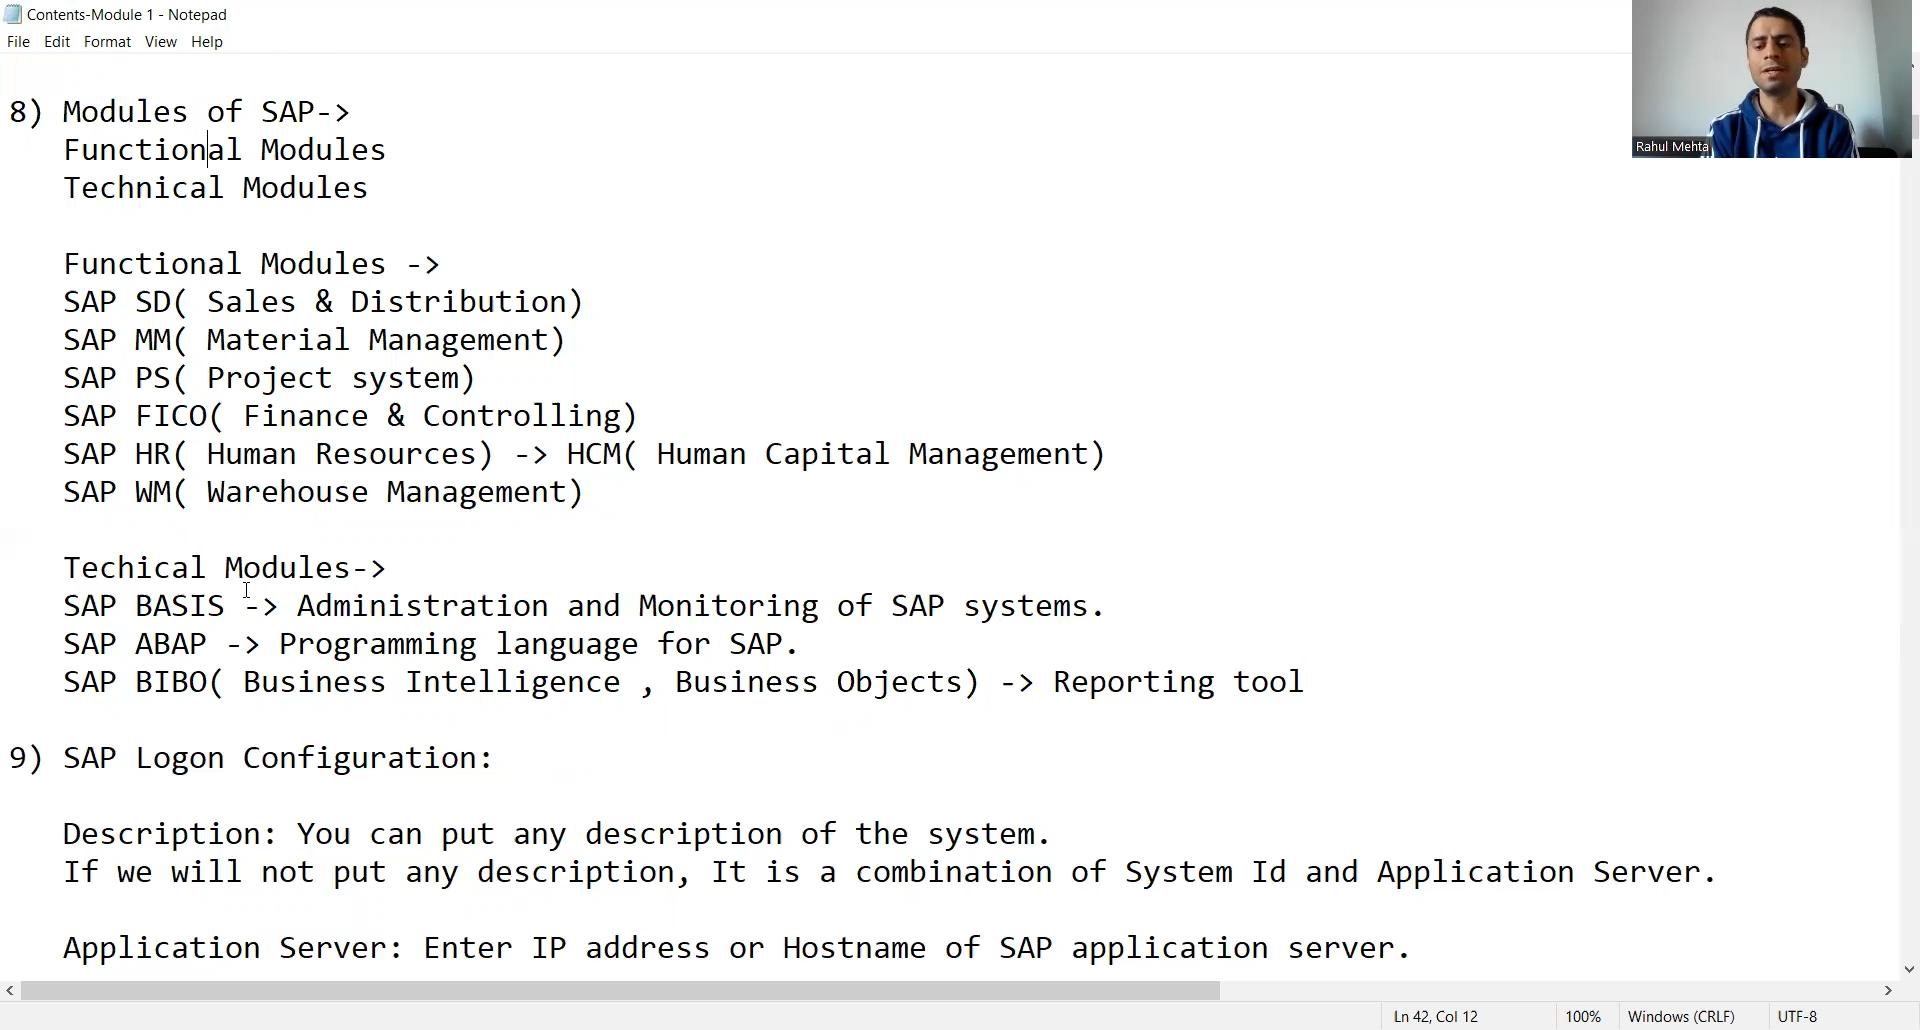 Contents-Module 1 - Notepad
File Edit Format View Help
8) Modules of SAP->
Functional Modules
Technical Modules
Functional Modules ->
SAP SD( Sales & Distribution)
SAP MM( Material Management)
SAP PS( Project system)
SAP FICO( Finance & Controlling)
SAP HR( Human Resources) -> HCM( Human Capital Management)
SAP WM( Warehouse Management)
Techical Modules->
SAP BASIS -> Administration and Monitoring of SAP systems.
SAP ABAP -> Programming language for SAP.
SAP BIBO( Business Intelligence , Business Objects) -> Reporting tool
9) SAP Logon Configuration:
Description: You can put any description of the system.
If we will not put any description, It is a combination of System Id and Application Server.
Application Server: Enter IP address or Hostname of SAP application server.
Rahul Mehta
Ln 42, Col 12 100% Windows (CRLF) UTF-8